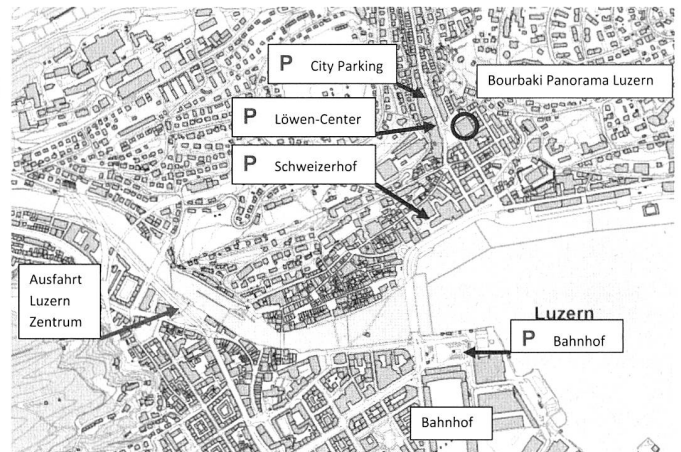 P City Parking
Bourbaki Panorama Luzern
P Löwen-Center
P Schweizerhof
Ausfahrt
Luzern
Zentrum
Luzern
P Bahnhof
Bahnhof